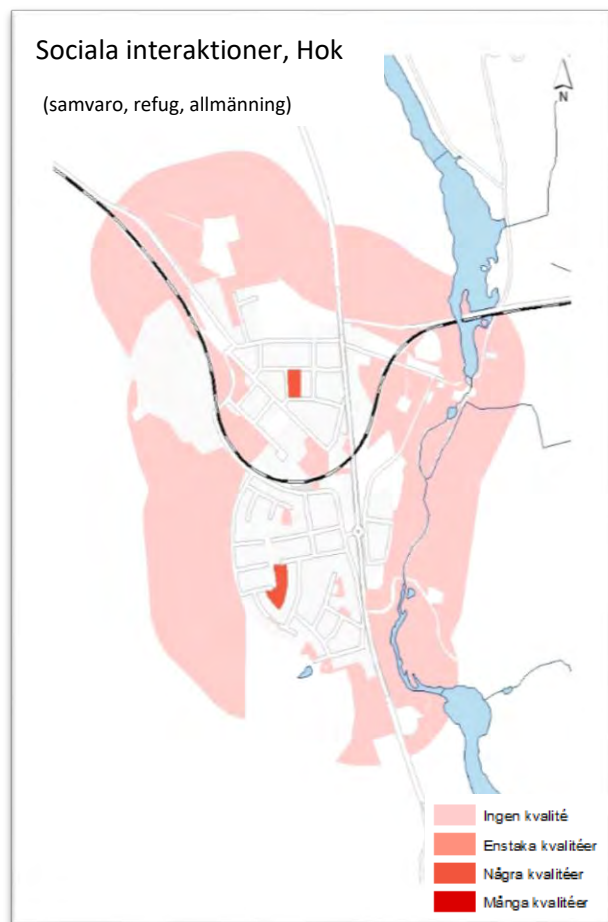 Sociala interaktioner, Hok
(samvaro, refug, allmänning)
N
Ingen kvalité
Enstaka kvalitéer
Några kvalitéer
Många kvalitéer